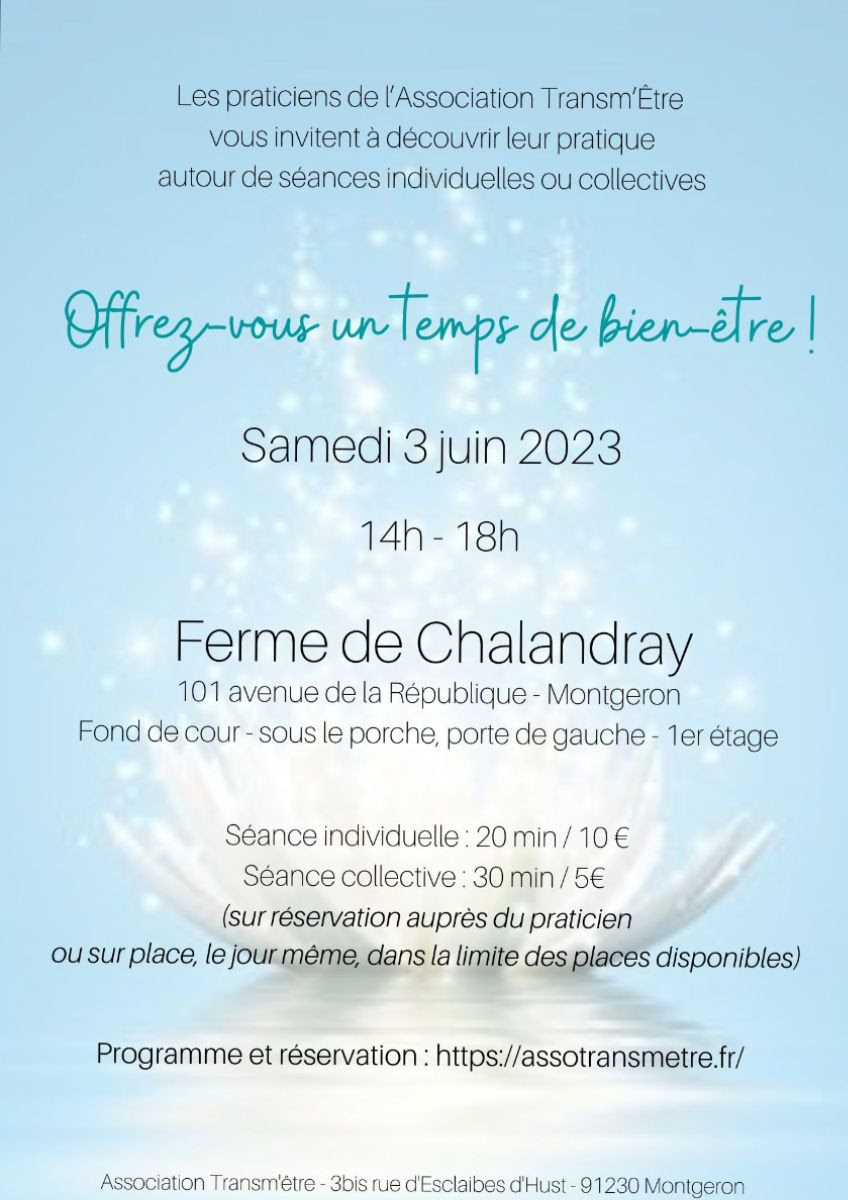 Les praticiens de l'Association Transm'Être
vous invitent à découvrir leur pratique
autour de séances individuelles ou collectives
Offrez-vous un temps de bien-être !
Samedi 3 juin 2023
14h - 18h
Ferme de Chalandray
101 avenue de la République - Montgeron
Fond de cour - sous le porche, porte de gauche - 1er étage
Séance individuelle : 20 min / 10 €
Séance collective : 30 min / 5€
(sur réservation auprès du praticien
ou sur place, le jour même, dans la limite des places disponibles)
Programme et réservation : https://assotransmetre.fr/
Association Transm'être - 3bis rue d'Esclaibes d'Hust - 91230 Montgeron